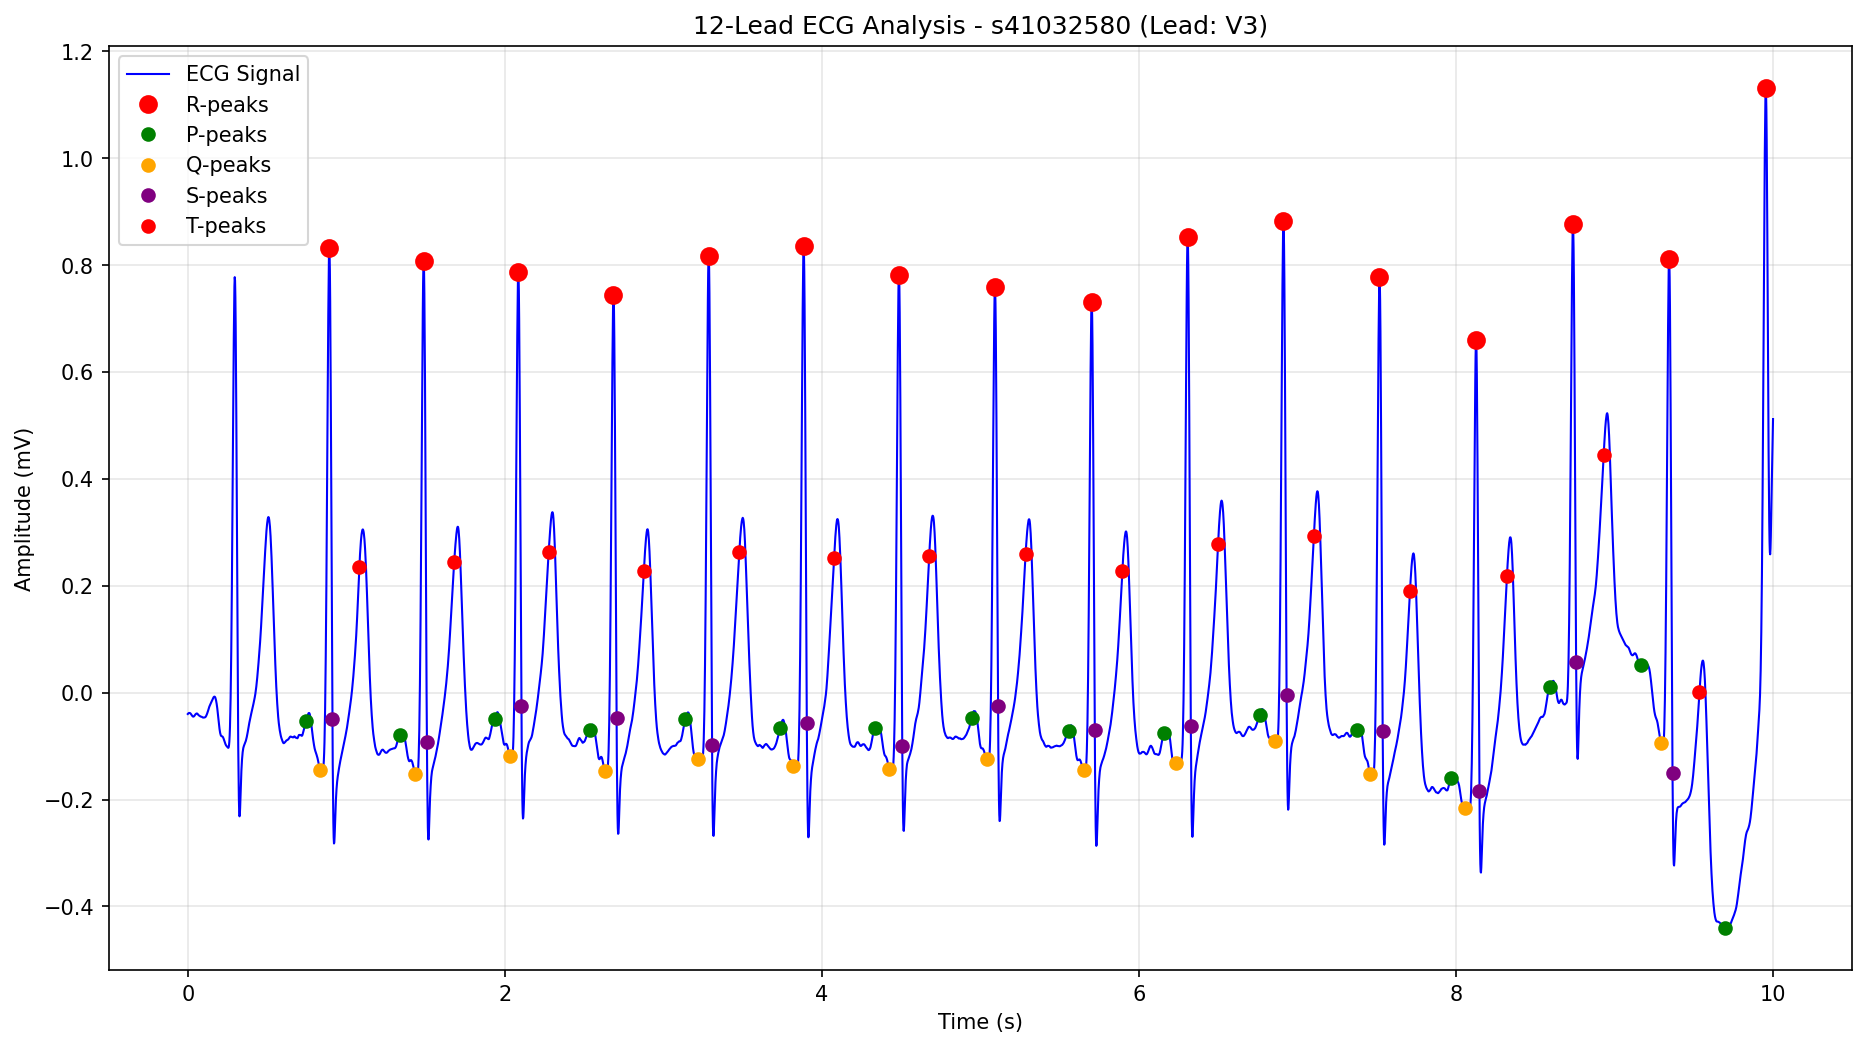 12-Lead ECG Analysis - s41032580 (Lead: V3)
ECG Signal
R-peaks
P-peaks
Q-peaks
S-peaks
T-peaks
Amplitude (mV)
1.2
1.0
0.8
0.6
0.4
0.2
0.0
−0.2
−0.4
0 2 4 6 8 10
Time (s)